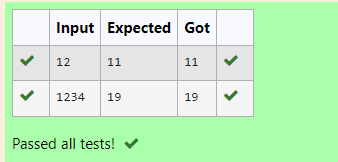 Input Expected Got
12 11 11
1234 19 19
Passed all tests!